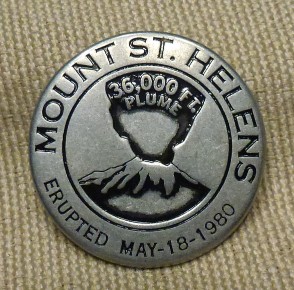 MOUNT ST. HELENS
36,000 FT.
PLUME
ERUPTED MAY-18-1980